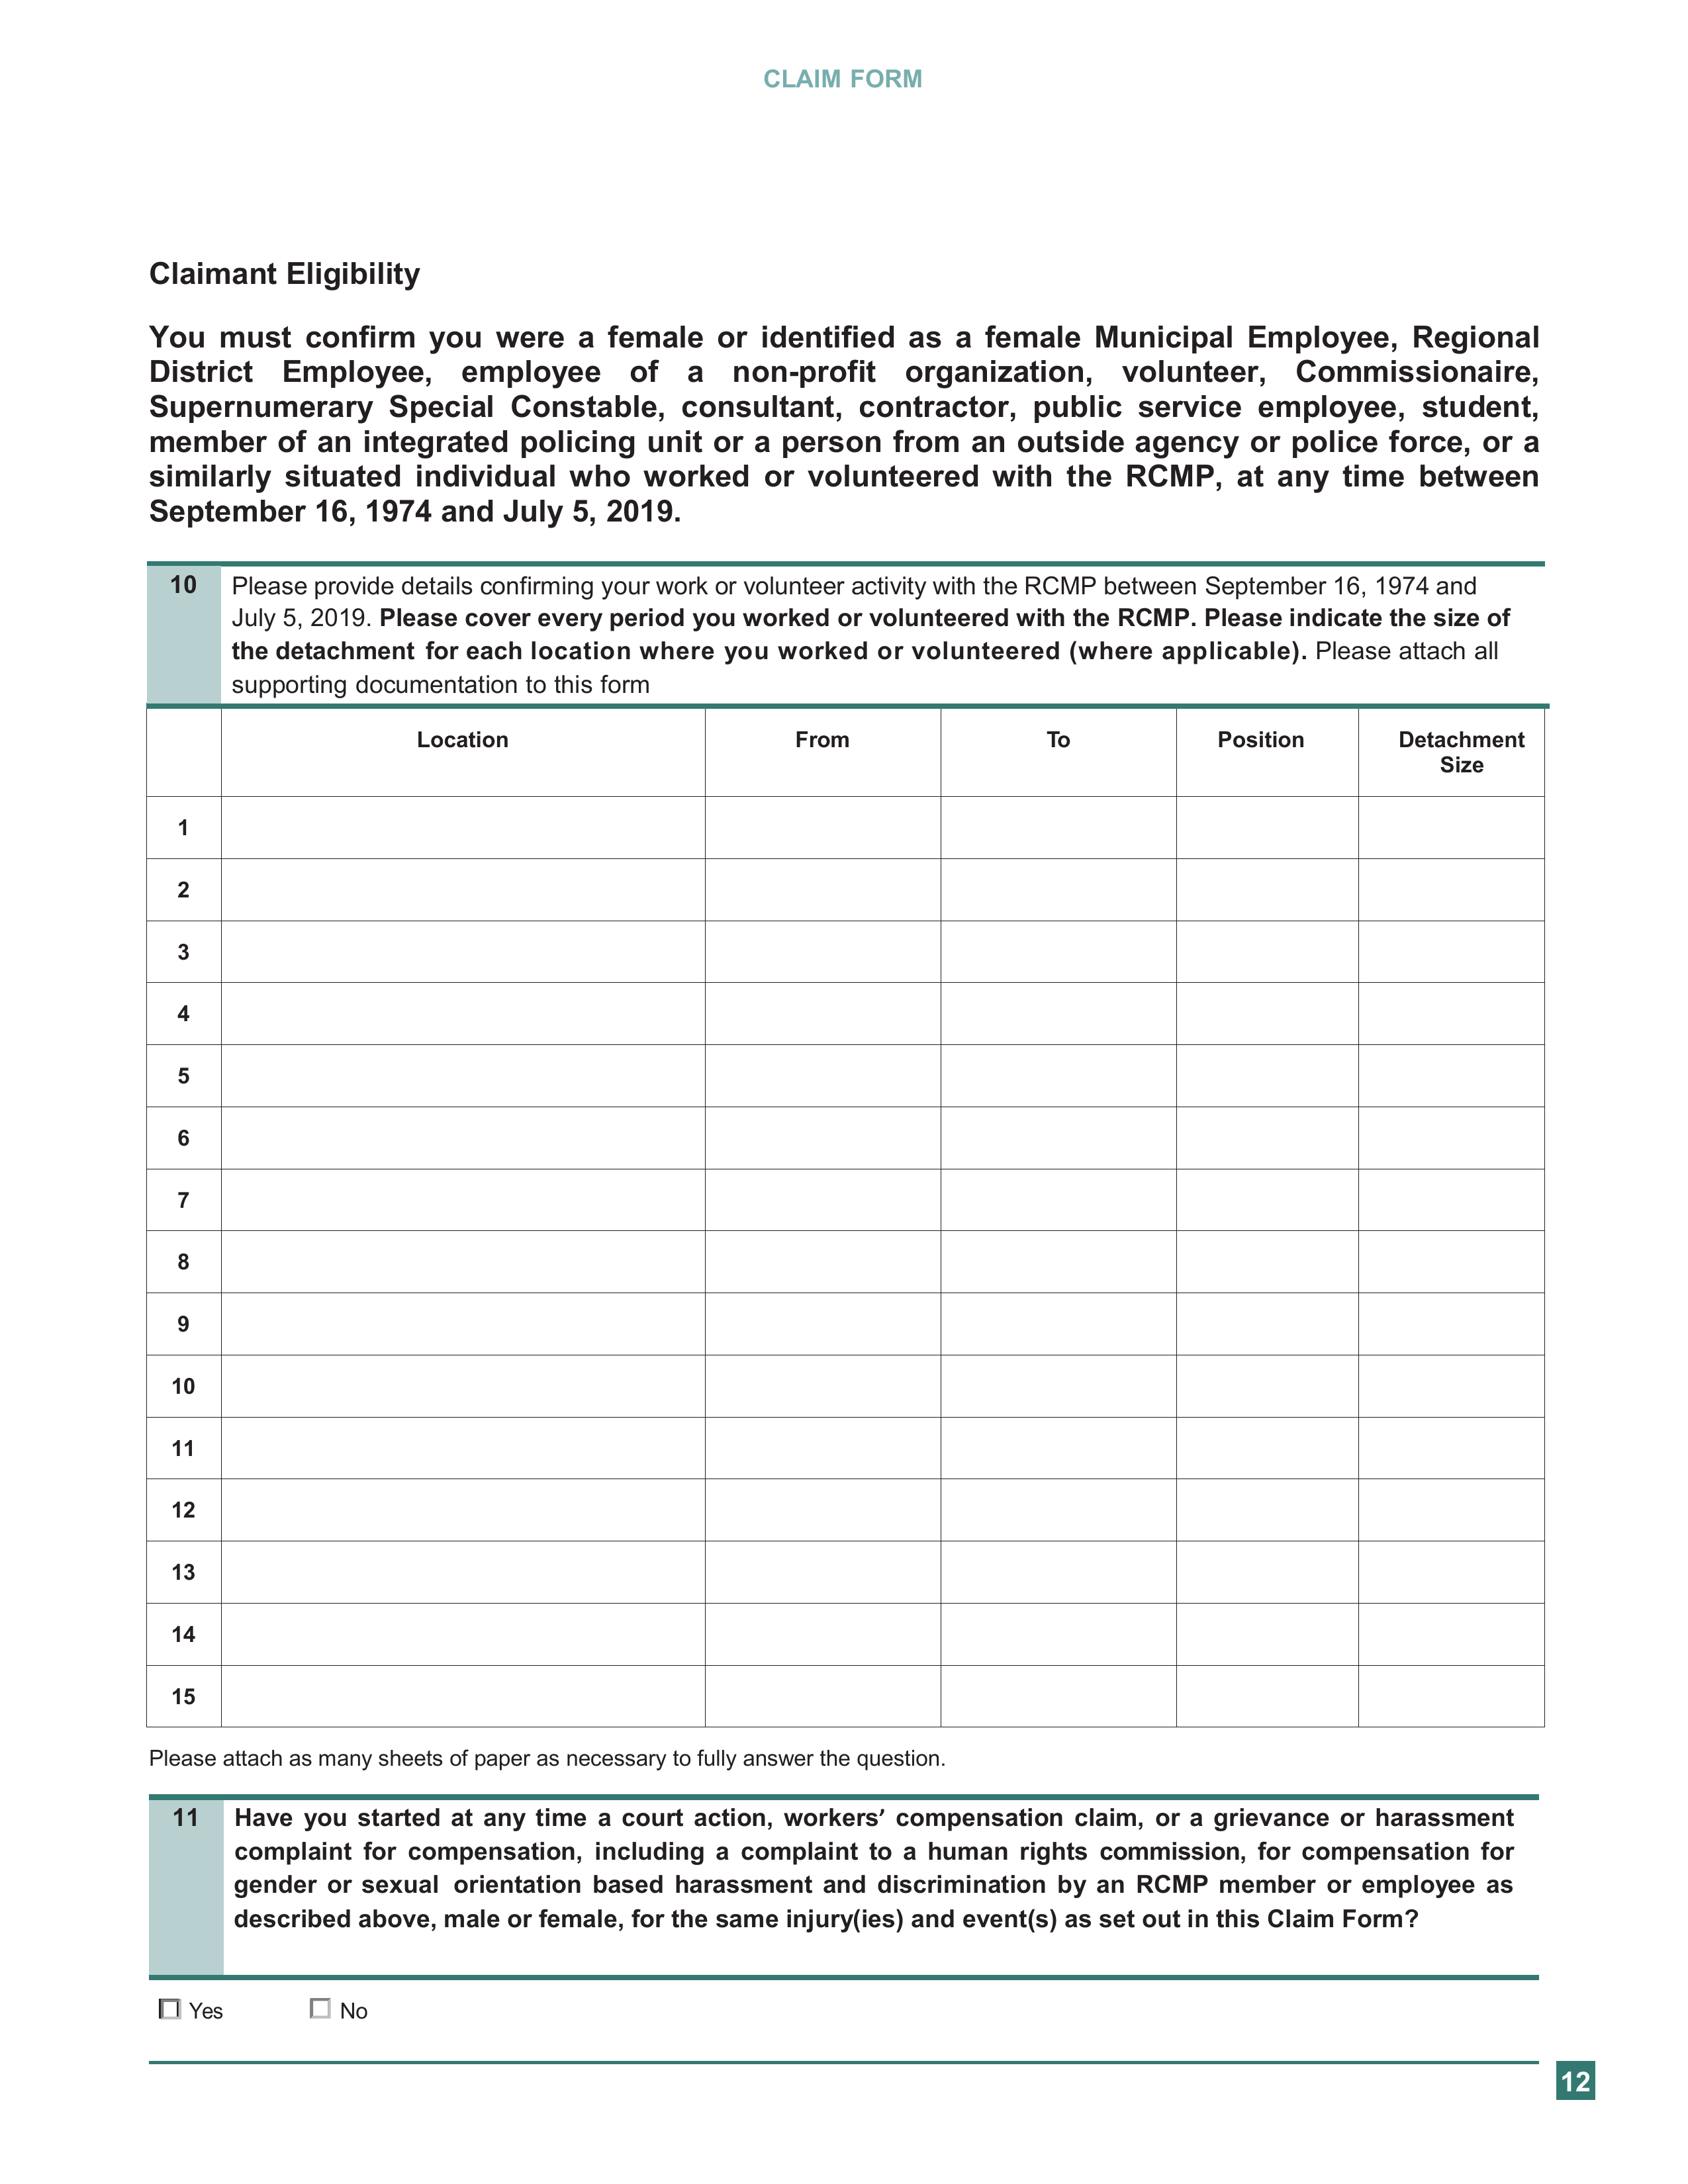 CLAIM FORM
Claimant Eligibility
You must confirm you were a female or identified as a female Municipal Employee, Regional
District Employee, employee of a non-profit organization, volunteer, Commissionaire,
Supernumerary Special Constable, consultant, contractor, public service employee, student,
member of an integrated policing unit or a person from an outside agency or police force, or a
similarly situated individual who worked or volunteered with the RCMP, at any time between
September 16, 1974 and July 5, 2019.
10 Please provide details confirming your work or volunteer activity with the RCMP between September 16, 1974 and
July 5, 2019. Please cover every period you worked or volunteered with the RCMP. Please indicate the size of
the detachment for each location where you worked or volunteered (where applicable). Please attach all
supporting documentation to this form
Location From To Position Detachment
Size
1
2
3
4
5
6
7
8
9
10
11
12
13
14
15
Please attach as many sheets of paper as necessary to fully answer the question.
11 Have you started at any time a court action, workers’ compensation claim, or a grievance or harassment
complaint for compensation, including a complaint to a human rights commission, for compensation for
gender or sexual orientation based harassment and discrimination by an RCMP member or employee as
described above, male or female, for the same injury(ies) and event(s) as set out in this Claim Form?
Yes No
12